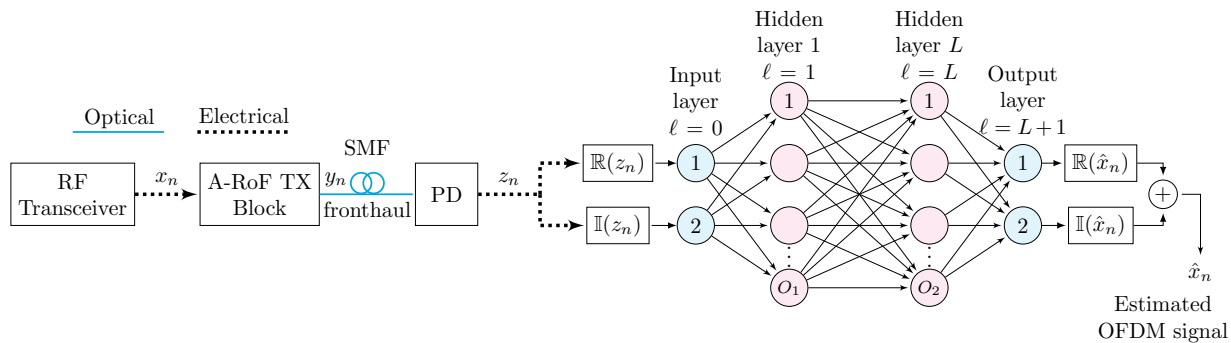 Optical
Electrical
RF
Transceiver
x_n
A-RoF TX
Block
SMF
y_n
fronthaul
PD
z_n
ℝ(z_n)
𝕀(z_n)
Input
layer
ℓ = 0
1
2
Hidden
layer 1
ℓ = 1
1
O_1
Hidden
layer L
ℓ = L
1
O_2
Output
layer
ℓ = L+1
1
2
ℝ(x̂_n)
𝕀(x̂_n)
+
x̂_n
Estimated
OFDM signal